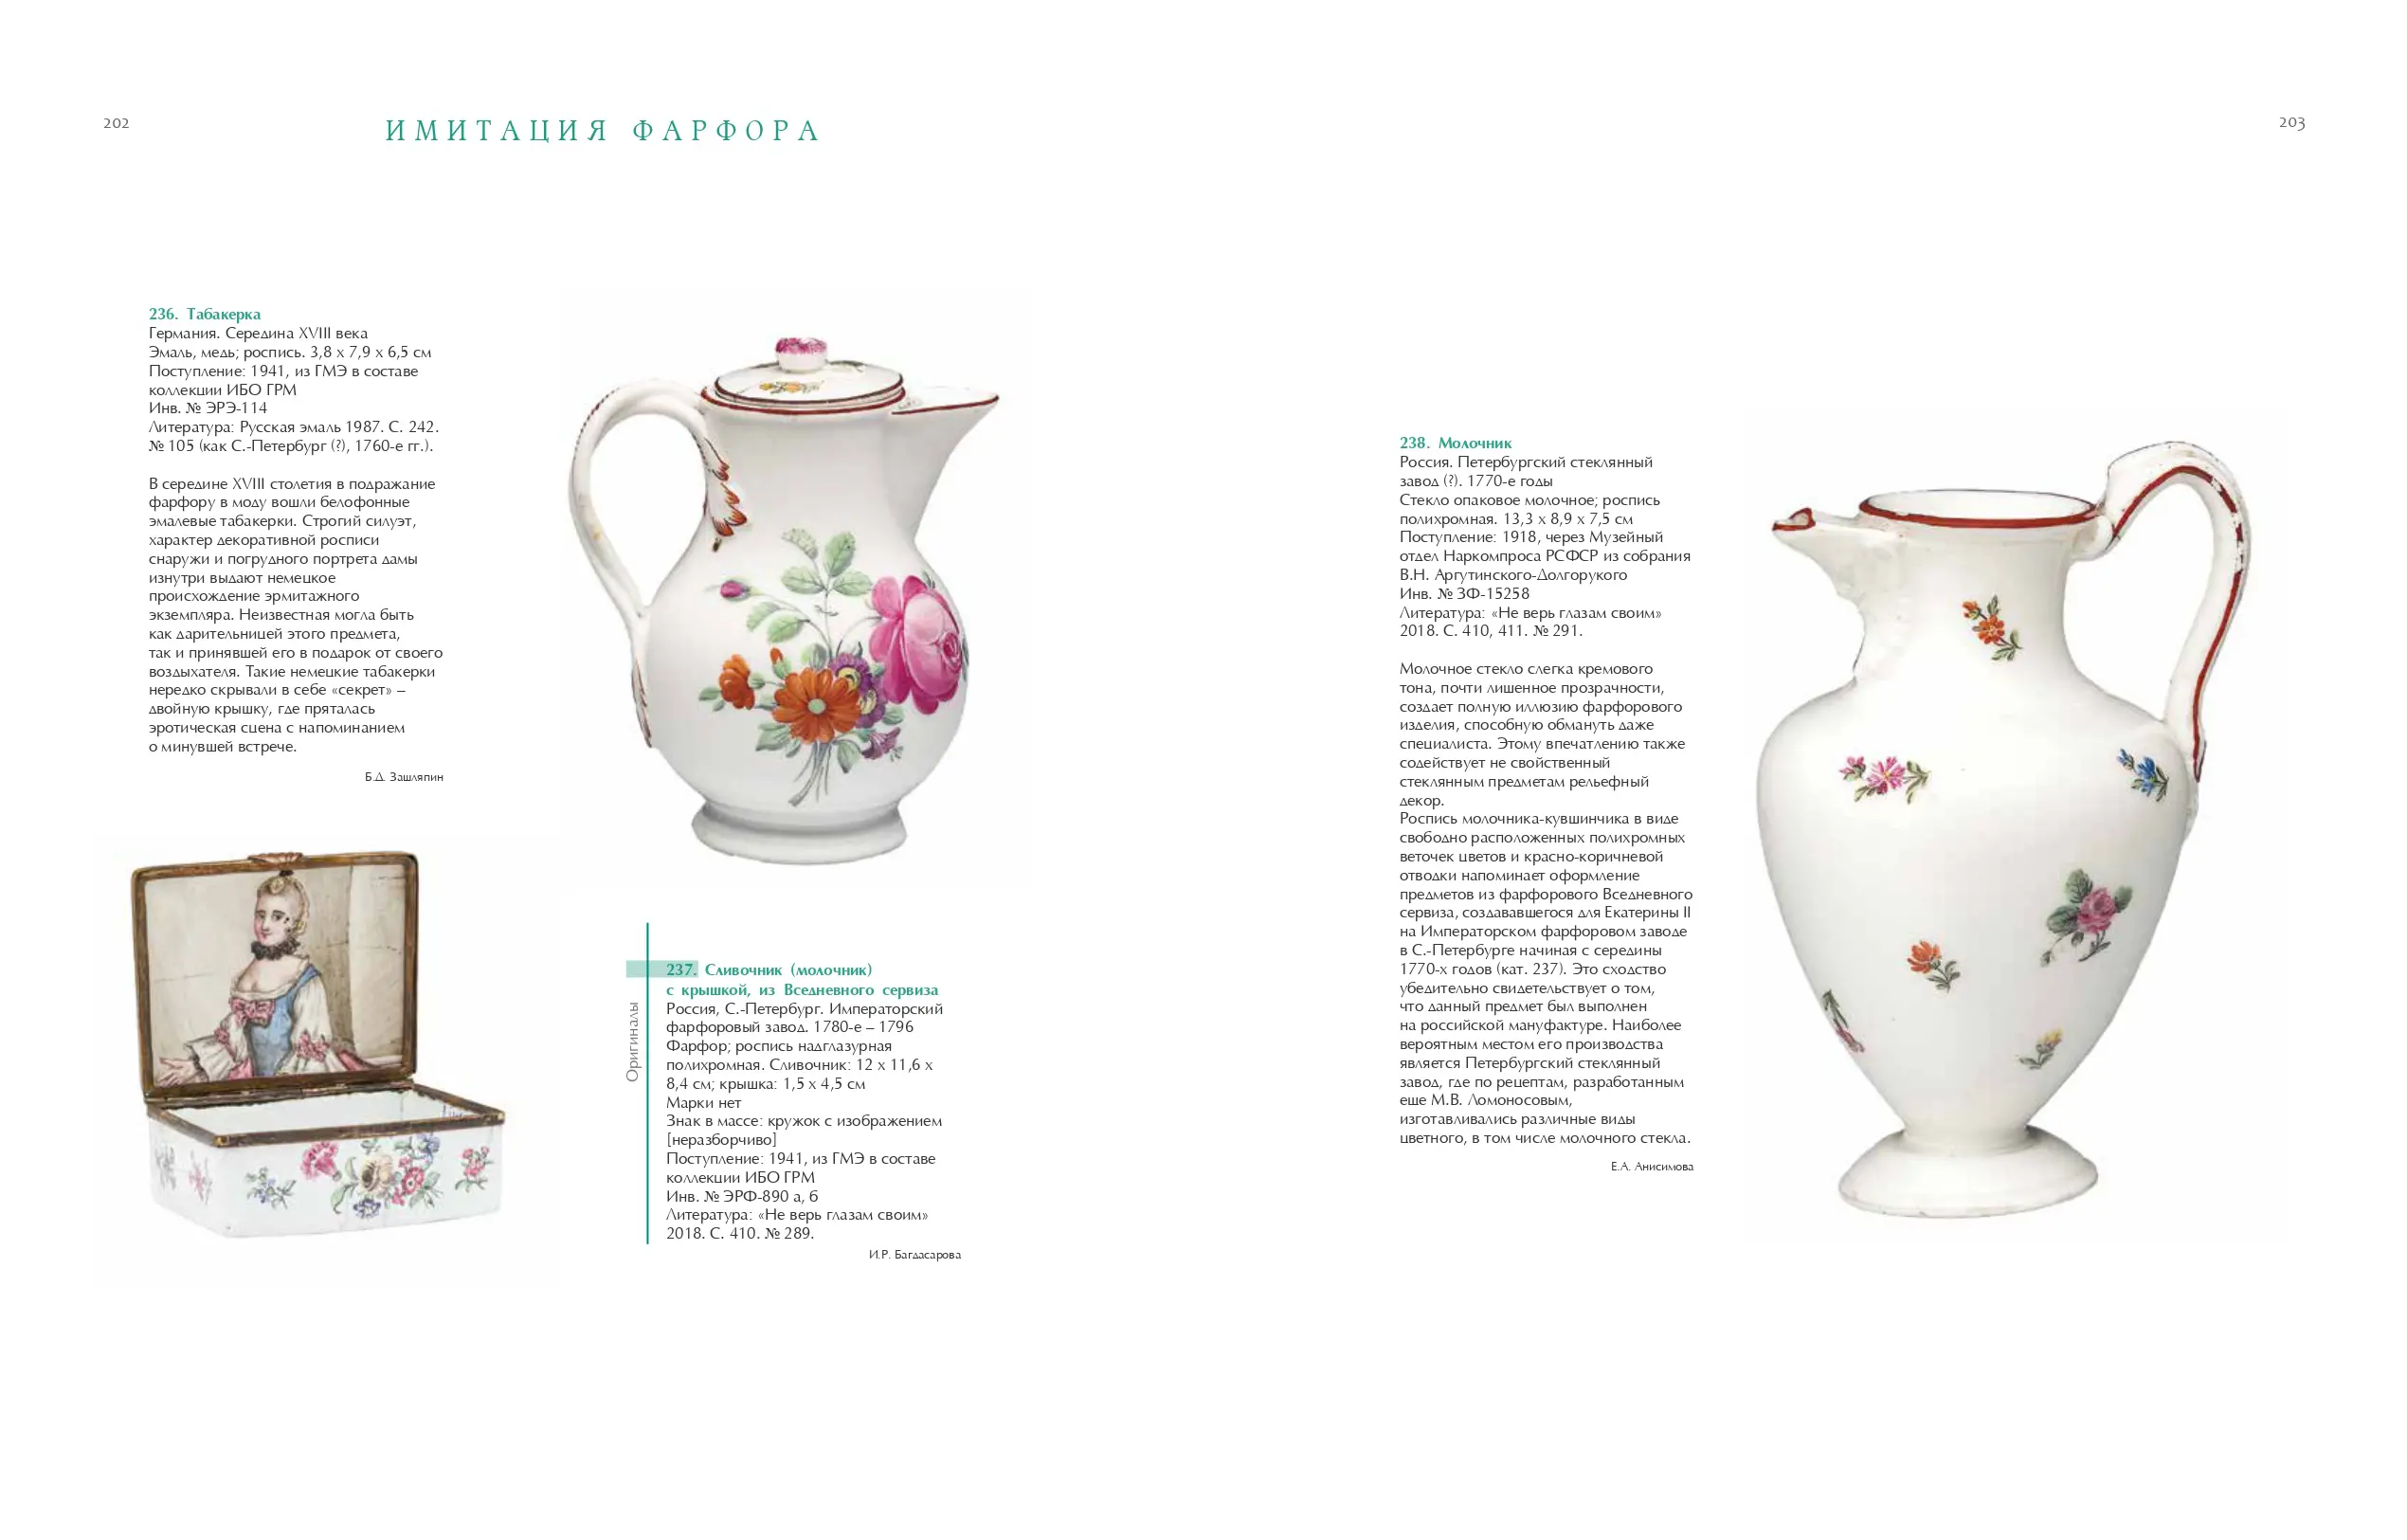 202
ИМИТАЦИЯ ФАРФОРА
203
236. Табакерка
Германия. Середина XVIII века
Эмаль, медь; роспись. 3,8 х 7,9 х 6,5 см
Поступление: 1941, из ГМЭ в составе
коллекции ИБО ГРМ
Инв. № ЭРЭ-114
Литература: Русская эмаль 1987. С. 242.
№ 105 (как С.-Петербург (?), 1760-е гг.).
В середине XVIII столетия в подражание
фарфору в моду вошли белофонные
эмалевые табакерки. Строгий силуэт,
характер декоративной росписи
снаружи и погрудного портрета дамы
изнутри выдают немецкое
происхождение эрмитажного
экземпляра. Неизвестная могла быть
как дарительницей этого предмета,
так и принявшей его в подарок от своего
воздыхателя. Такие немецкие табакерки
нередко скрывали в себе «секрет» –
двойную крышку, где пряталась
эротическая сцена с напоминанием
о минувшей встрече.
Б.Д. Зашляпин
Оригиналы
237. Сливочник (молочник)
с крышкой, из Вседневного сервиза
Россия, С.-Петербург. Императорский
фарфоровый завод. 1780-е – 1796
Фарфор; роспись надглазурная
полихромная. Сливочник: 12 х 11,6 х
8,4 см; крышка: 1,5 х 4,5 см
Марки нет
Знак в массе: кружок с изображением
[неразборчиво]
Поступление: 1941, из ГМЭ в составе
коллекции ИБО ГРМ
Инв. № ЭРФ-890 а, б
Литература: «Не верь глазам своим»
2018. С. 410. № 289.
И.Р. Багдасарова
238. Молочник
Россия. Петербургский стеклянный
завод (?). 1770-е годы
Стекло опаковое молочное; роспись
полихромная. 13,3 х 8,9 х 7,5 см
Поступление: 1918, через Музейный
отдел Наркомпроса РСФСР из собрания
В.Н. Аргутинского-Долгорукого
Инв. № ЗФ-15258
Литература: «Не верь глазам своим»
2018. С. 410, 411. № 291.
Молочное стекло слегка кремового
тона, почти лишенное прозрачности,
создает полную иллюзию фарфорового
изделия, способную обмануть даже
специалиста. Этому впечатлению также
содействует не свойственный
стеклянным предметам рельефный
декор.
Роспись молочника-кувшинчика в виде
свободно расположенных полихромных
веточек цветов и красно-коричневой
отводки напоминает оформление
предметов из фарфорового Вседневного
сервиза, создававшегося для Екатерины II
на Императорском фарфоровом заводе
в С.-Петербурге начиная с середины
1770-х годов (кат. 237). Это сходство
убедительно свидетельствует о том,
что данный предмет был выполнен
на российской мануфактуре. Наиболее
вероятным местом его производства
является Петербургский стеклянный
завод, где по рецептам, разработанным
еще М.В. Ломоносовым,
изготавливались различные виды
цветного, в том числе молочного стекла.
Е.А. Анисимова